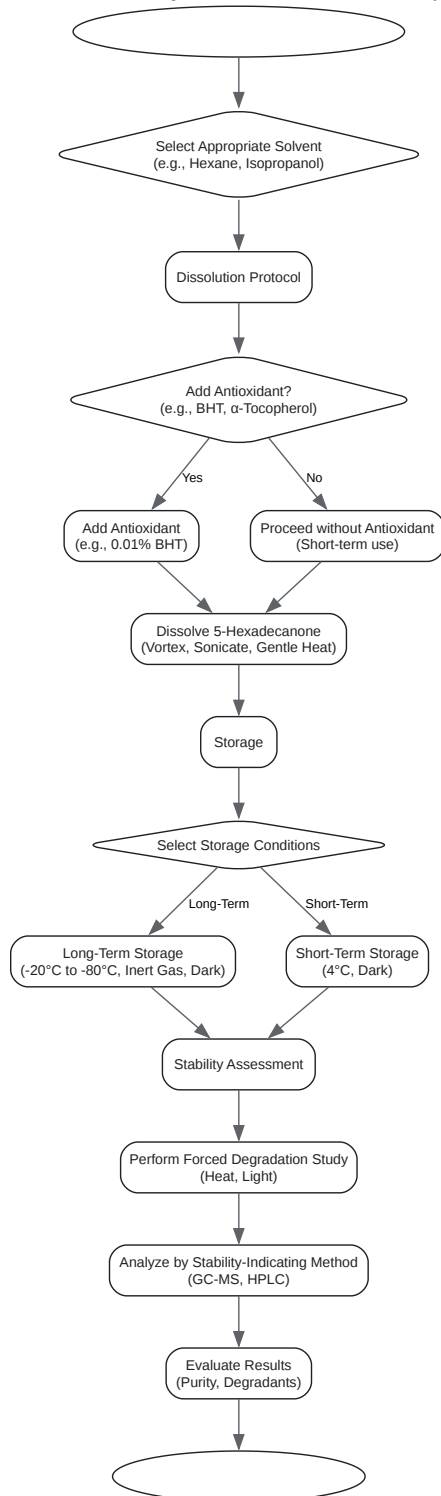 Select Appropriate Solvent
(e.g., Hexane, Isopropanol)
Dissolution Protocol
Add Antioxidant?
(e.g., BHT, α-Tocopherol)
Yes
No
Add Antioxidant
(e.g., 0.01% BHT)
Proceed without Antioxidant
(Short-term use)
Dissolve 5-Hexadecanone
(Vortex, Sonicate, Gentle Heat)
Storage
Select Storage Conditions
Long-Term
Short-Term
Long-Term Storage
(-20°C to -80°C, Inert Gas, Dark)
Short-Term Storage
(4°C, Dark)
Stability Assessment
Perform Forced Degradation Study
(Heat, Light)
Analyze by Stability-Indicating Method
(GC-MS, HPLC)
Evaluate Results
(Purity, Degradants)